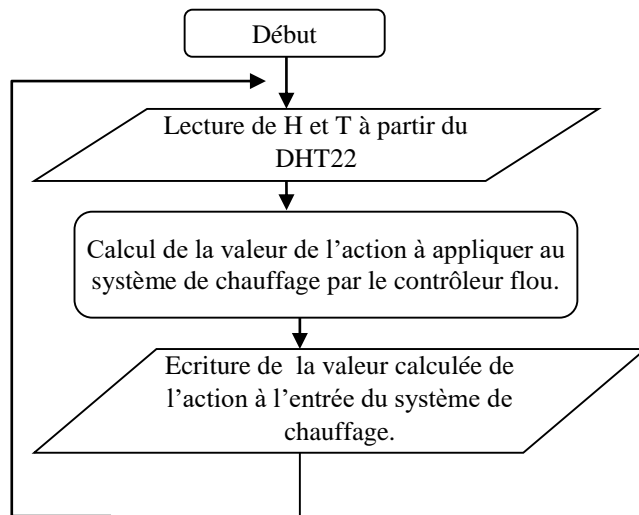 Début
Lecture de H et T à partir du
DHT22
Calcul de la valeur de l’action à appliquer au
système de chauffage par le contrôleur flou.
Ecriture de la valeur calculée de
l’action à l’entrée du système de
chauffage.